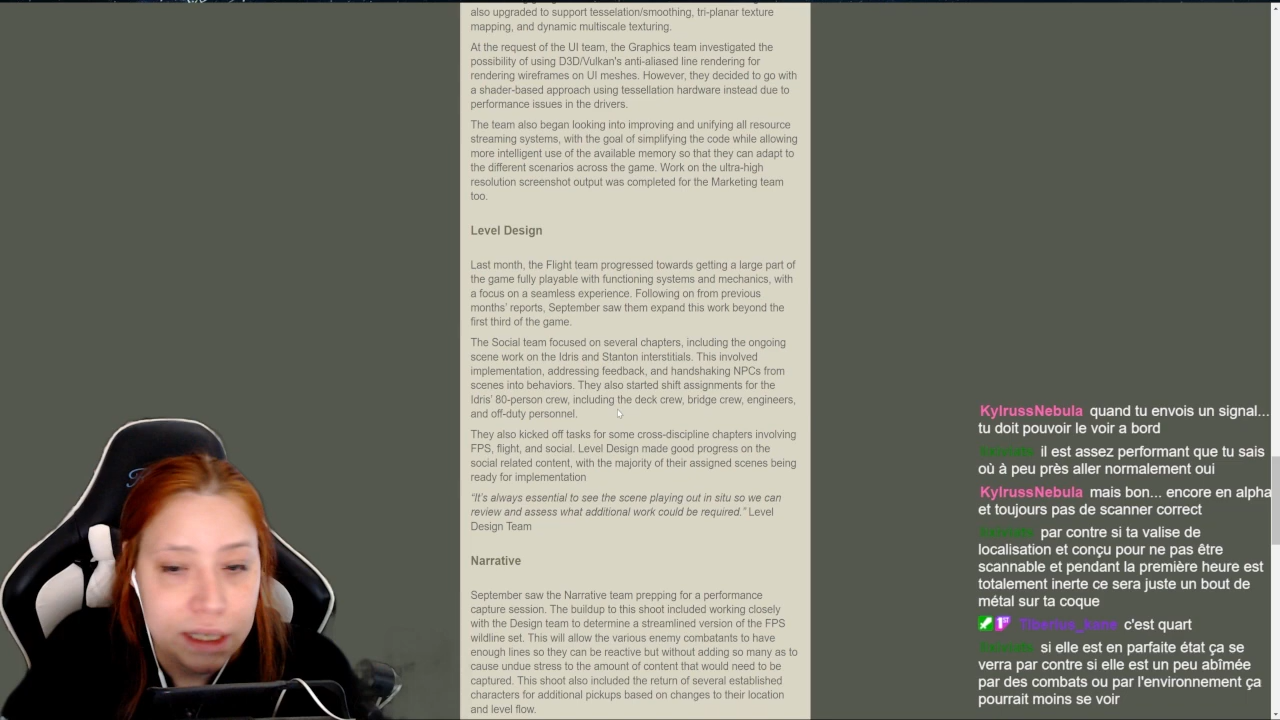 also upgraded to support tesselation/smoothing, tri-planar texture
mapping, and dynamic multiscale texturing.
At the request of the UI team, the Graphics team investigated the
possibility of using D3D/Vulkan's anti-aliased line rendering for
rendering wireframes on UI meshes. However, they decided to go with
a shader-based approach using tessellation hardware instead due to
performance issues in the drivers.
The team also began looking into improving and unifying all resource
streaming systems, with the goal of simplifying the code while allowing
more intelligent use of the available memory so that they can adapt to
the different scenarios across the game. Work on the ultra-high
resolution screenshot output was completed for the Marketing team
too.
Level Design
Last month, the Flight team progressed towards getting a large part of
the game fully playable with functioning systems and mechanics, with
a focus on a seamless experience. Following on from previous
months' reports, September saw them expand this work beyond the
first third of the game.
The Social team focused on several chapters, including the ongoing
scene work on the Idris and Stanton interstitials. This involved
implementation, addressing feedback, and handshaking NPCs from
scenes into behaviors. They also started shift assignments for the
Idris' 80-person crew, including the deck crew, bridge crew, engineers,
and off-duty personnel.
They also kicked off tasks for some cross-discipline chapters involving
FPS, flight, and social. Level Design made good progress on the
social related content, with the majority of their assigned scenes being
ready for implementation
“It's always essential to see the scene playing out in situ so we can
review and assess what additional work could be required.” Level
Design Team
Narrative
September saw the Narrative team prepping for a performance
capture session. The buildup to this shoot included working closely
with the Design team to determine a streamlined version of the FPS
wildline set. This will allow the various enemy combatants to have
enough lines so they can be reactive but without adding so many as to
cause undue stress to the amount of content that would need to be
captured. This shoot also included the return of several established
characters for additional pickups based on changes to their location
and level flow.
KylrussNebula quand tu envois un signal...
tu doit pouvoir le voir a bord
il est assez performant que tu sais
où à peu près aller normalement oui
KylrussNebula mais bon... encore en alpha
et toujours pas de scanner correct
par contre si ta valise de
localisation et conçu pour ne pas être
scannable et pendant la première heure est
totalement inerte ce sera juste un bout de
métal sur ta coque
Tiberius_kane c'est quart
si elle est en parfaite état ça se
verra par contre si elle est un peu abîmée
par des combats ou par l'environnement ça
pourrait moins se voir